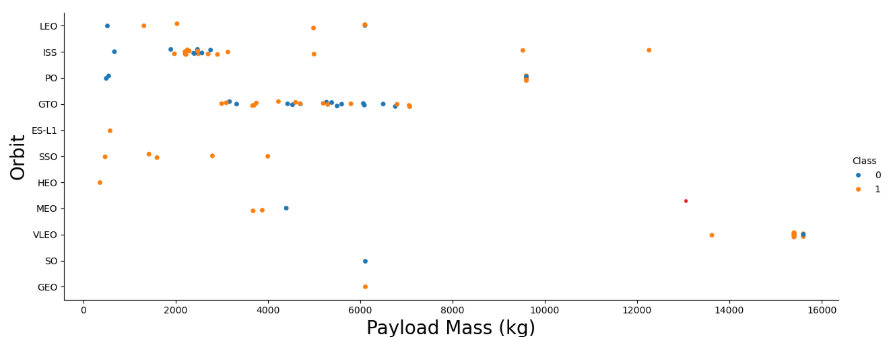 LEO
ISS
PO
GTO
ES-L1
SSO
HEO
MEO
VLEO
SO
GEO
Orbit
0 2000 4000 6000 8000 10000 12000 14000 16000
Payload Mass (kg)
Class
0
1